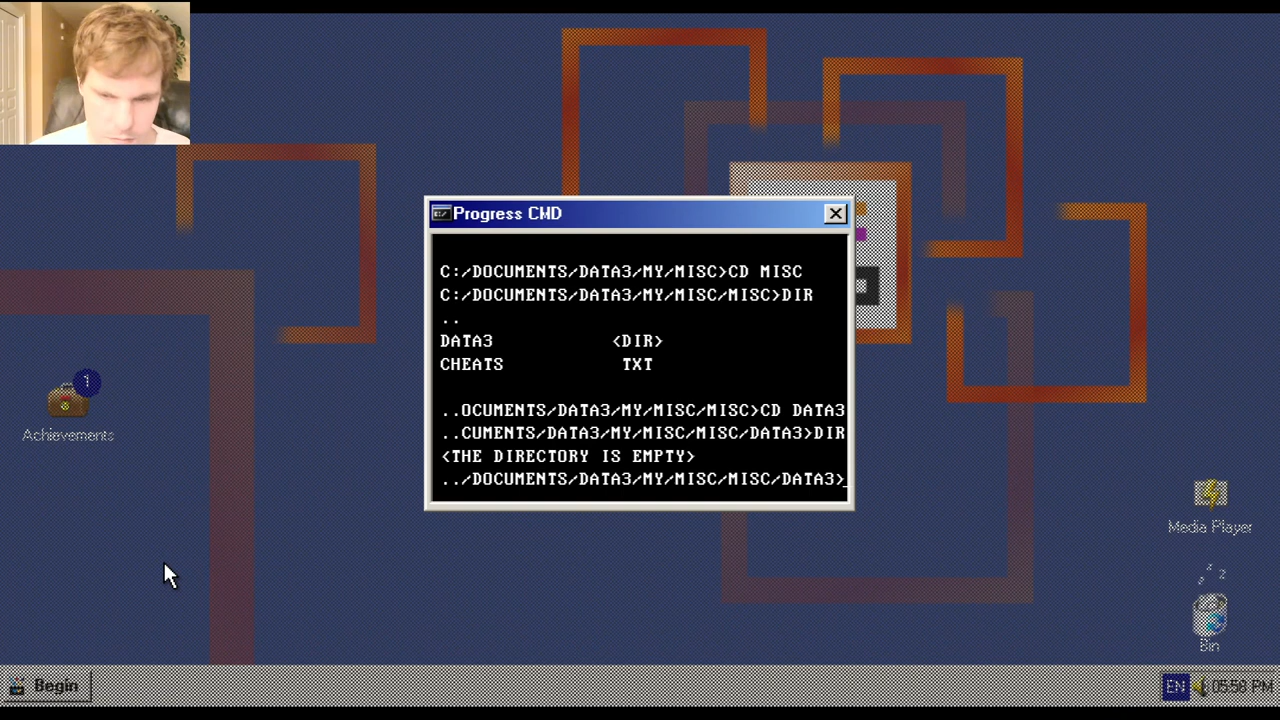 Progress CMD
C:/DOCUMENTS/DATA3/MY/MISC>CD MISC
C:/DOCUMENTS/DATA3/MY/MISC/MISC>DIR
..
DATA3 <DIR>
CHEATS TXT
..OCUMENTS/DATA3/MY/MISC/MISC>CD DATA3
..CUMENTS/DATA3/MY/MISC/MISC/DATA3>DIR
<THE DIRECTORY IS EMPTY>
../DOCUMENTS/DATA3/MY/MISC/MISC/DATA3>_
1
Achievements
Media Player
2
Bin
Begin
EN 05:58 PM